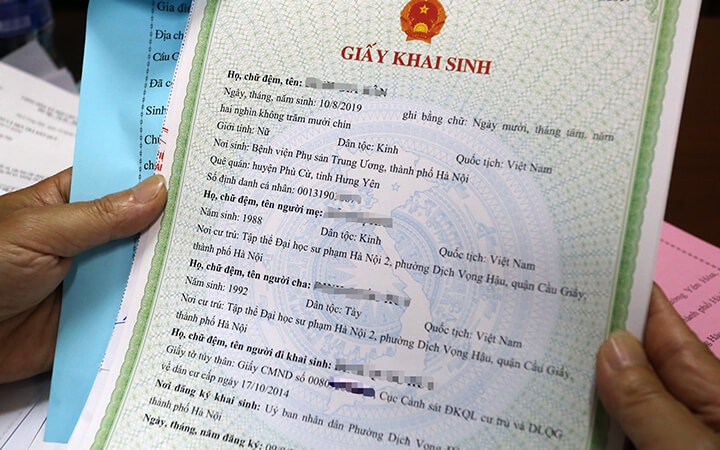 Gia đì
Địa ch
Cầu C
Đã c
Sinh
Chứ
GIẤY KHAI SINH
Họ, chữ đệm, tên:
Ngày, tháng, năm sinh: 10/8/2019 ghi bằng chữ: Ngày mười, tháng tám, năm
hai nghìn không trăm mười chín
Giới tính: Nữ Dân tộc: Kinh Quốc tịch: Việt Nam
Nơi sinh: Bệnh viện Phụ sản Trung Ương, thành phố Hà Nội
Quê quán: huyện Phù Cừ, tỉnh Hưng Yên
Số định danh cá nhân: 0013190
Họ, chữ đệm, tên người mẹ:
Năm sinh: 1988 Dân tộc: Kinh Quốc tịch: Việt Nam
Nơi cư trú: Tập thể Đại học sư phạm Hà Nội 2, phường Dịch Vọng Hậu, quận Cầu Giấy,
thành phố Hà Nội
Họ, chữ đệm, tên người cha:
Năm sinh: 1992 Dân tộc: Tày Quốc tịch: Việt Nam
Nơi cư trú: Tập thể Đại học sư phạm Hà Nội 2, phường Dịch Vọng Hậu, quận Cầu Giấy,
thành phố Hà Nội
Họ, chữ đệm, tên người đi khai sinh:
Giấy tờ tùy thân: Giấy CMND số 0080 Cục Cảnh sát ĐKQL cư trú và DLQG
về dân cư cấp ngày 17/10/2014
Nơi đăng ký khai sinh: Uỷ ban nhân dân Phường Dịch Vọng
thành phố Hà Nội
Ngày, tháng, năm đăng ký: